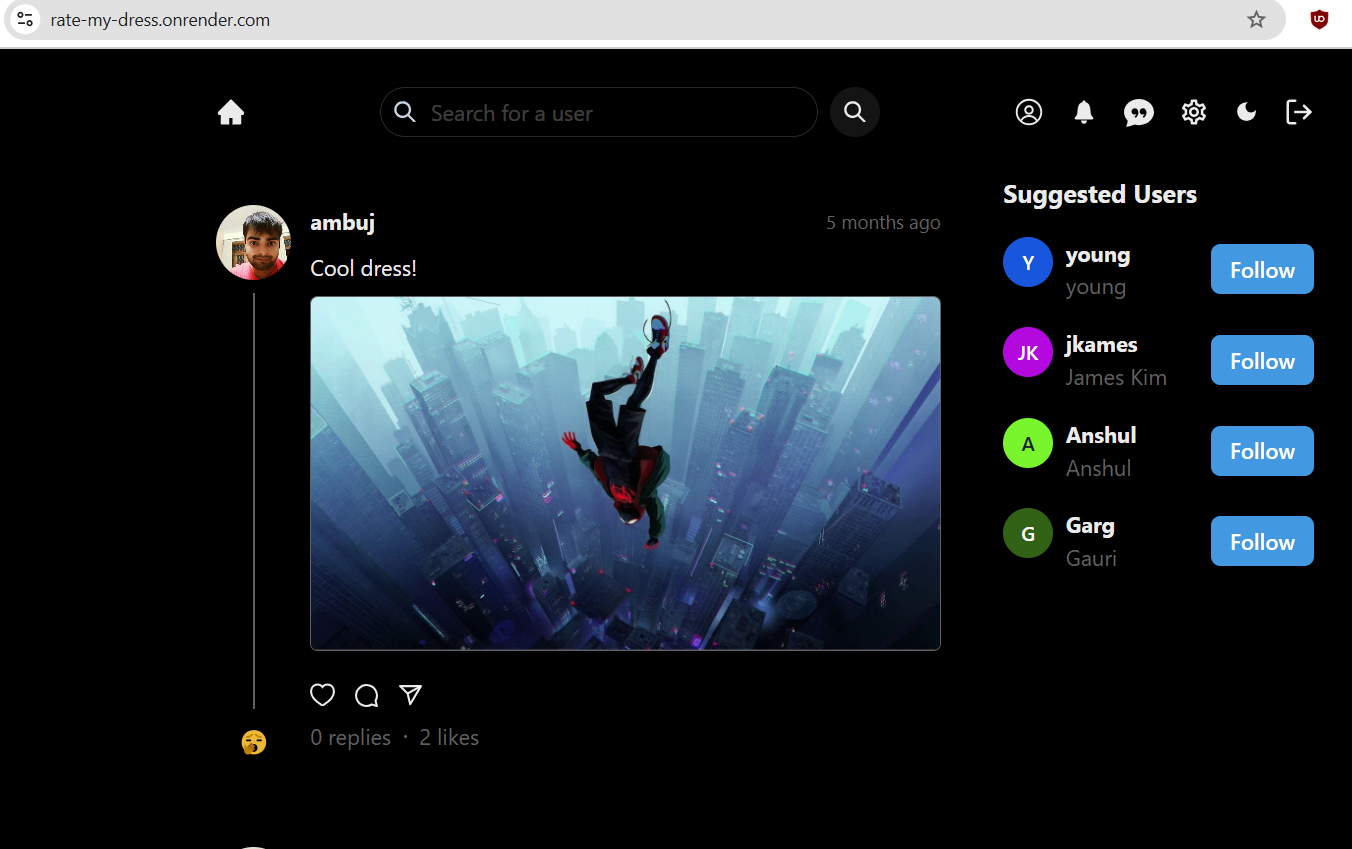 rate-my-dress.onrender.com
Search for a user
Suggested Users
ambuj
5 months ago
Cool dress!
Y
young
young
Follow
JK
jkames
James Kim
Follow
A
Anshul
Anshul
Follow
G
Garg
Gauri
Follow
0 replies · 2 likes